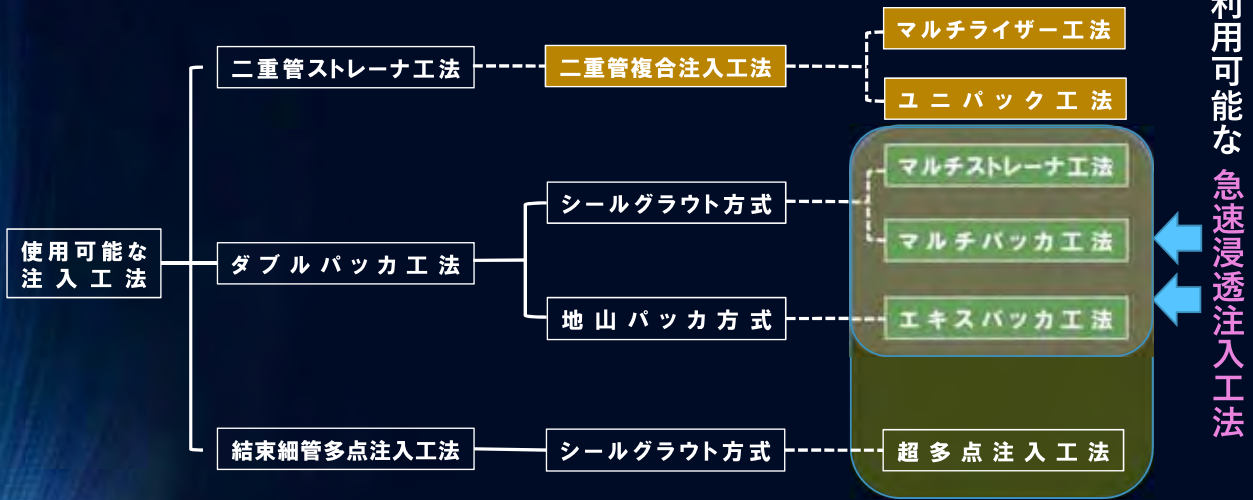 使用可能な
注入工法
二重管ストレーナ工法
二重管複合注入工法
マルチライザー工法
ユニパック工法
ダブルパッカ工法
シールグラウト方式
マルチストレーナ工法
マルチパッカ工法
地山パッカ方式
エキスパッカ工法
結束細管多点注入工法
シールグラウト方式
超多点注入工法
利用可能な 急速浸透注入工法